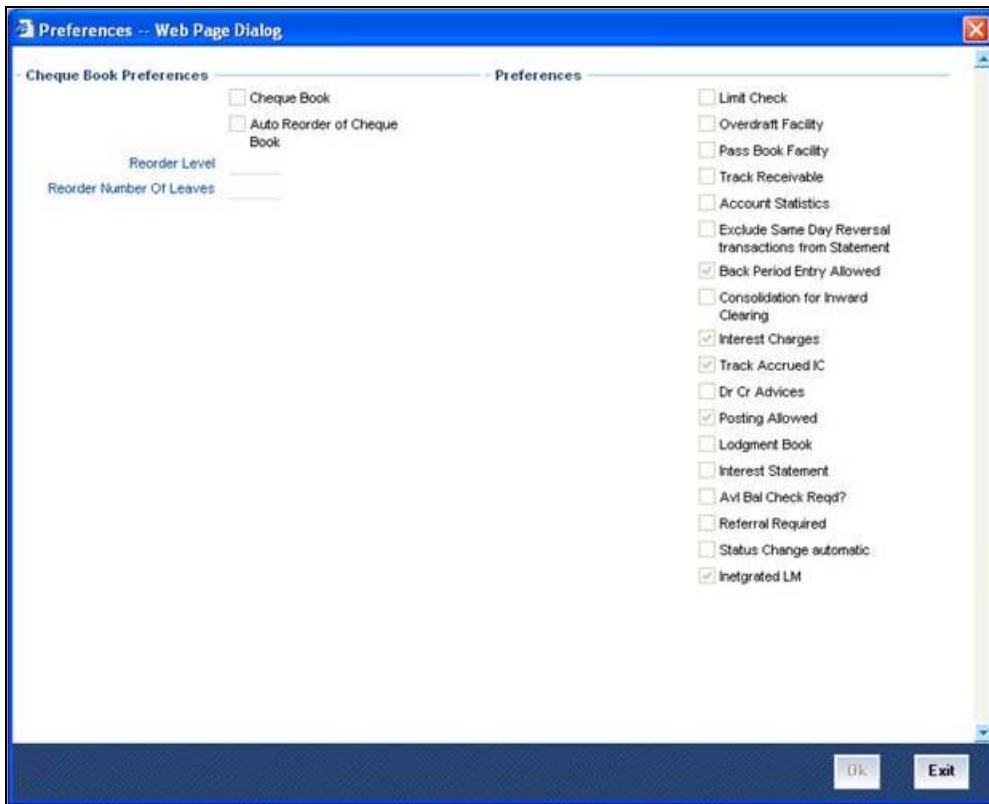 Preferences -- Web Page Dialog
Cheque Book Preferences
Cheque Book
Auto Reorder of Cheque
Book
Reorder Level
Reorder Number Of Leaves
Preferences
Limit Check
Overdraft Facility
Pass Book Facility
Track Receivable
Account Statistics
Exclude Same Day Reversal
transactions from Statement
Back Period Entry Allowed
Consolidation for Inward
Clearing
Interest Charges
Track Accrued IC
Dr Cr Advices
Posting Allowed
Lodgment Book
Interest Statement
Avl Bal Check Reqd?
Referral Required
Status Change automatic
Inetgrated LM
Ok
Exit